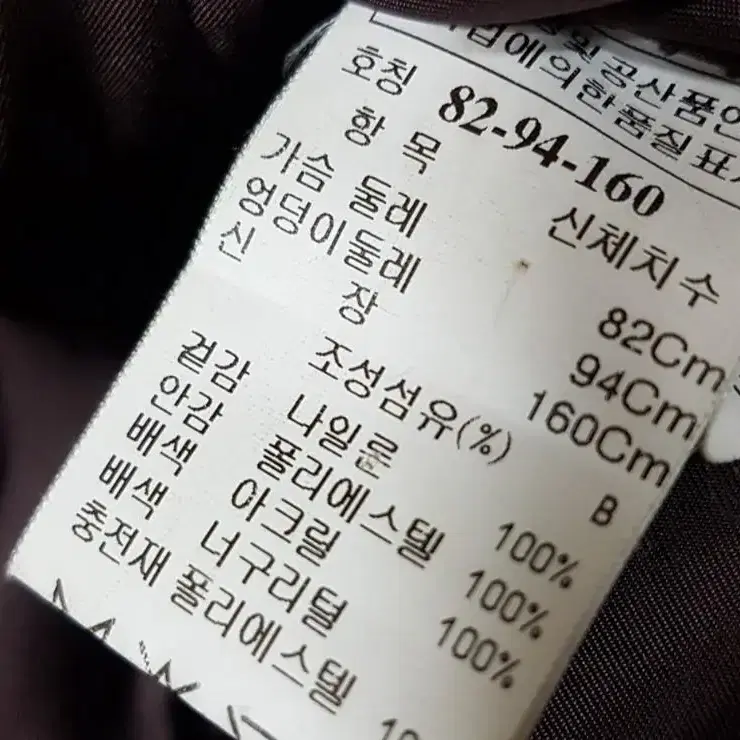 및공산품안
법에의한품질표시
호칭 82-94-160
항 목 신체치수
가슴 둘레 82Cm
엉덩이둘레 94Cm
신 장 160Cm
조성섬유(%) B
겉감 나일론 100%
안감 폴리에스텔 100%
배색 아크릴 100%
배색 너구리털
충전재 폴리에스텔